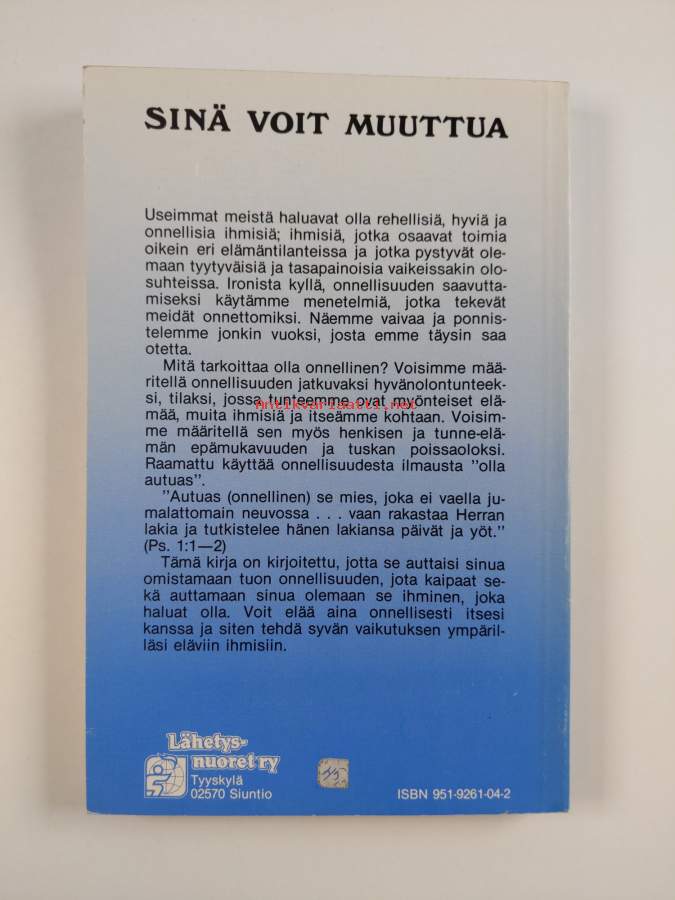 SINÄ VOIT MUUTTUA
Useimmat meistä haluavat olla rehellisiä, hyviä ja
onnellisia ihmisiä; ihmisiä, jotka osaavat toimia
oikein eri elämäntilanteissa ja jotka pystyvät ole-
maan tyytyväisiä ja tasapainoisia vaikeissakin olo-
suhteissa. Ironista kyllä, onnellisuuden saavutta-
miseksi käytämme menetelmiä, jotka tekevät
meidät onnettomiksi. Näemme vaivaa ja ponnis-
telemme jonkin vuoksi, josta emme täysin saa
otetta.
Mitä tarkoittaa olla onnellinen? Voisimme mää-
ritellä onnellisuuden jatkuvaksi hyvänolontunteek-
si, tilaksi, jossa tunteemme ovat myönteiset elä-
antikvariaatti.net
mää, muita ihmisiä ja itseämme kohtaan. Voisim-
me määritellä sen myös henkisen ja tunne-elä-
män epämukavuuden ja tuskan poissaoloksi.
Raamattu käyttää onnellisuudesta ilmausta "olla
autuas".
"Autuas (onnellinen) se mies, joka ei vaella ju-
malattomain neuvossa . . . vaan rakastaa Herran
lakia ja tutkistelee hänen lakiansa päivät ja yöt."
(Ps. 1:1—2)
Tämä kirja on kirjoitettu, jotta se auttaisi sinua
omistamaan tuon onnellisuuden, jota kaipaat se-
kä auttamaan sinua olemaan se ihminen, joka
haluat olla. Voit elää aina onnellisesti itsesi
kanssa ja siten tehdä syvän vaikutuksen ympäril-
läsi eläviin ihmisiin.
Lähetys-
nuoret ry
Tyyskylä
02570 Siuntio
ISBN 951-9261-04-2